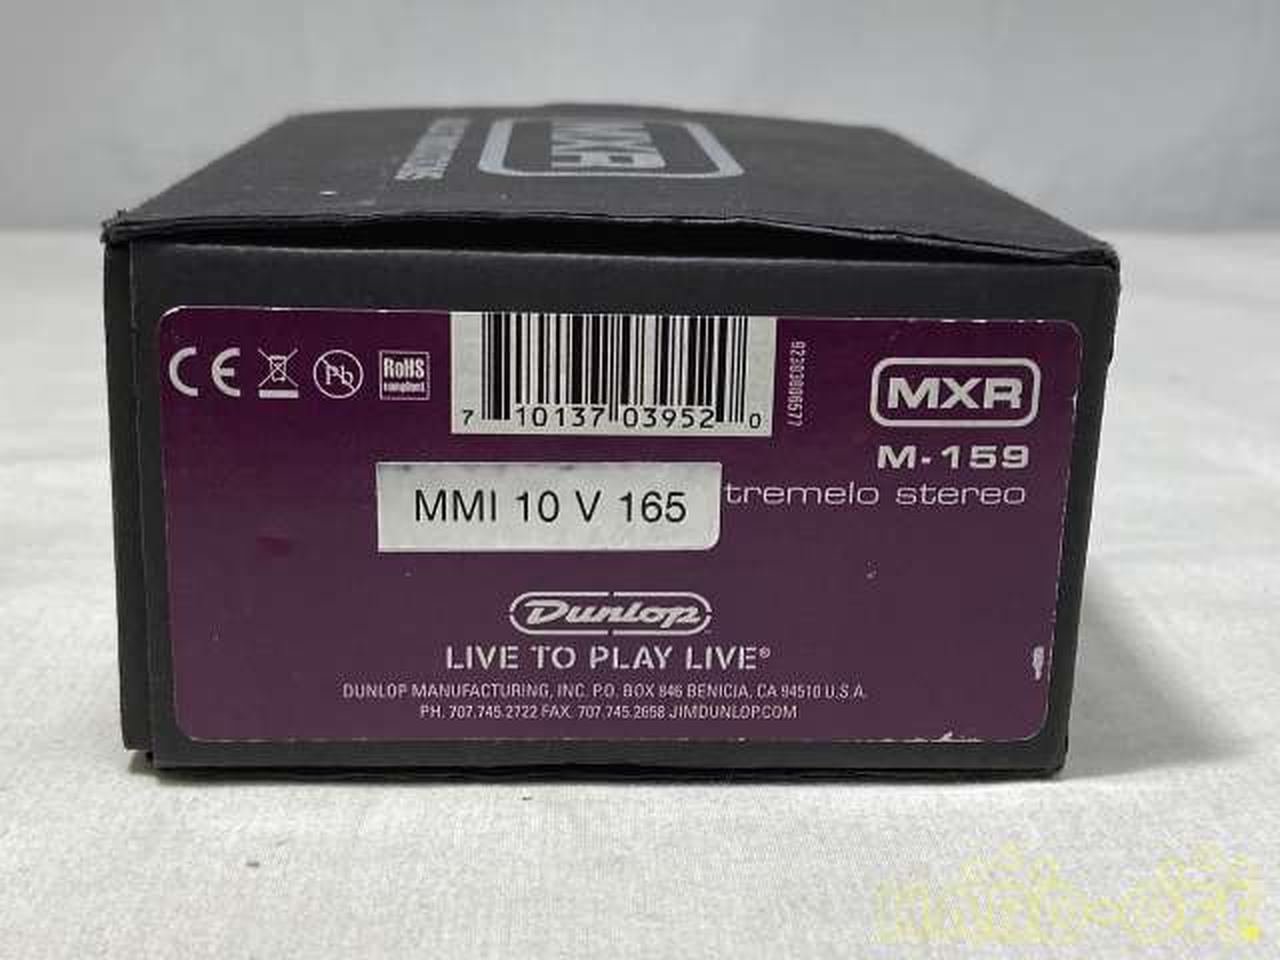 MXR
CE
Pb
RoHS
compliant
7 10137 03952 0
92303006577
MXR
M-159
tremelo stereo
MMI 10 V 165
Dunlop
LIVE TO PLAY LIVE®
DUNLOP MANUFACTURING, INC. P.O. BOX 846 BENICIA, CA 94510 U.S.A.
PH. 707.745.2722 FAX. 707.745.2658 JIMDUNLOP.COM